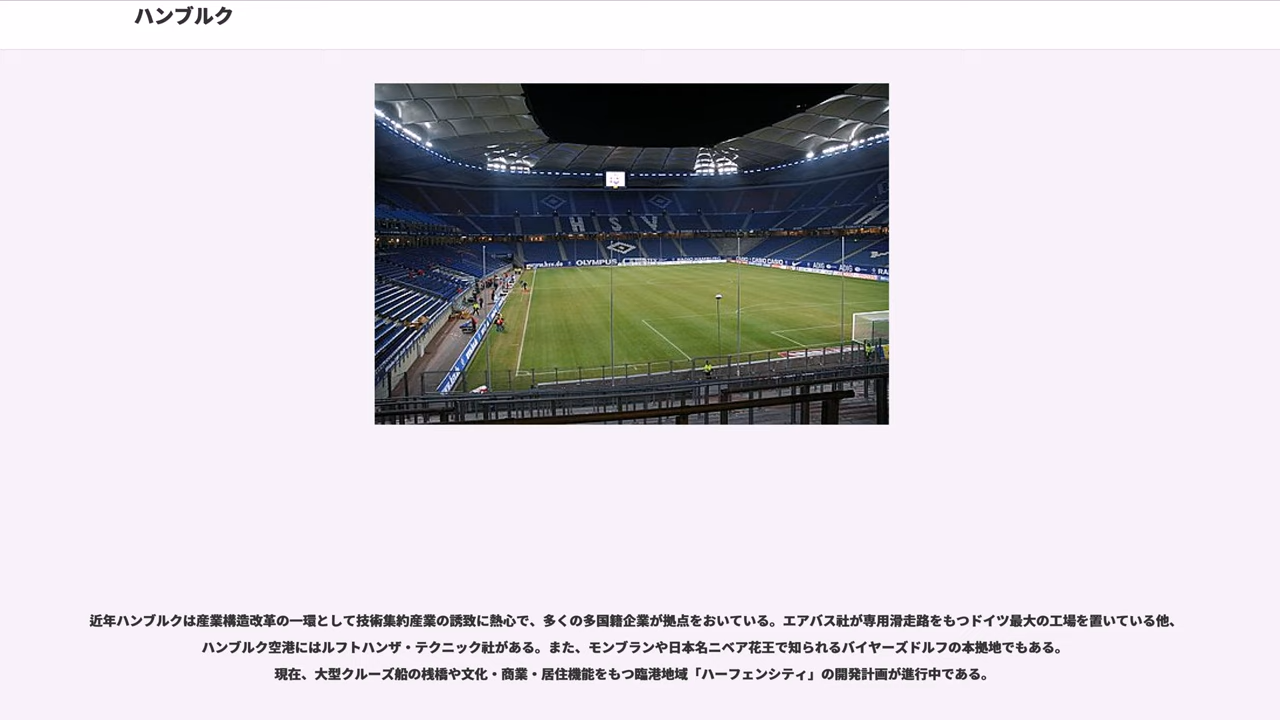 ハンブルク
HSV
www.hsv.de OLYMPUS
CASIO CASIO ADIG ADIG
近年ハンブルクは産業構造改革の一環として技術集約産業の誘致に熱心で、多くの多国籍企業が拠点をおいている。エアバス社が専用滑走路をもつドイツ最大の工場を置いている他、
ハンブルク空港にはルフトハンザ・テクニック社がある。また、モンブランや日本名ニベア花王で知られるバイヤーズドルフの本拠地でもある。
現在、大型クルーズ船の桟橋や文化・商業・居住機能をもつ臨港地域「ハーフェンシティ」の開発計画が進行中である。